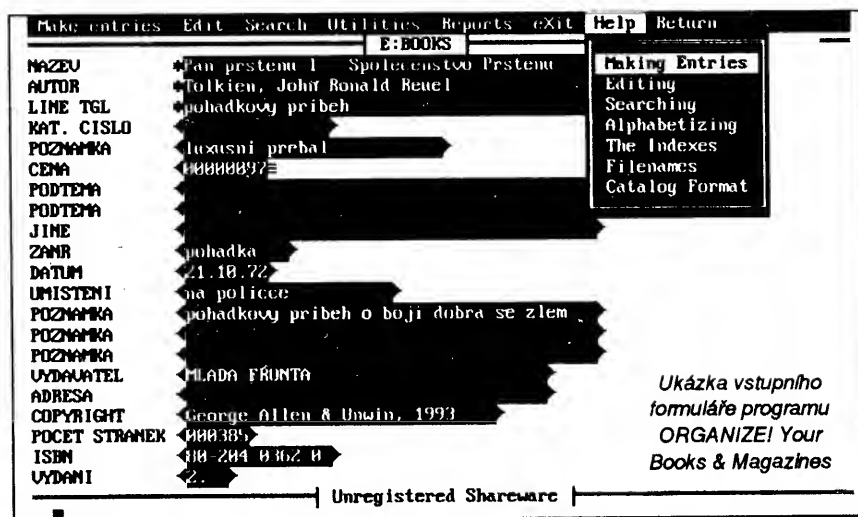 Make entries Edit Search Utilities Reports eXit Help Return
E:BOOKS
NAZEV Pan prstenu 1 Spolecenstvo Prstenu
AUTOR Tolkien, John Ronald Reuel
LINE TGL pohadkovy pribeh
KAT. CISLO
POZNAMKA luxusni prebal
CENA 00000097
PODTEMA
PODTEMA
JINE
ZANR pohadka
DATUM 21.10.72
UMISTENI na policce
POZNAMKA pohadkovy pribeh o boji dobra se zlem
POZNAMKA
POZNAMKA
VYDAVATEL MLADA FRUNTA
ADRESA
COPYRIGHT George Allen & Unwin, 1993
POCET STRANEK 000385
ISBN 80-204 0362 0
VYDANI 2.
Making Entries
Editing
Searching
Alphabetizing
The Indexes
Filenames
Catalog Format
Ukázka vstupního
formuláře programu
ORGANIZE! Your
Books & Magazines
Unregistered Shareware